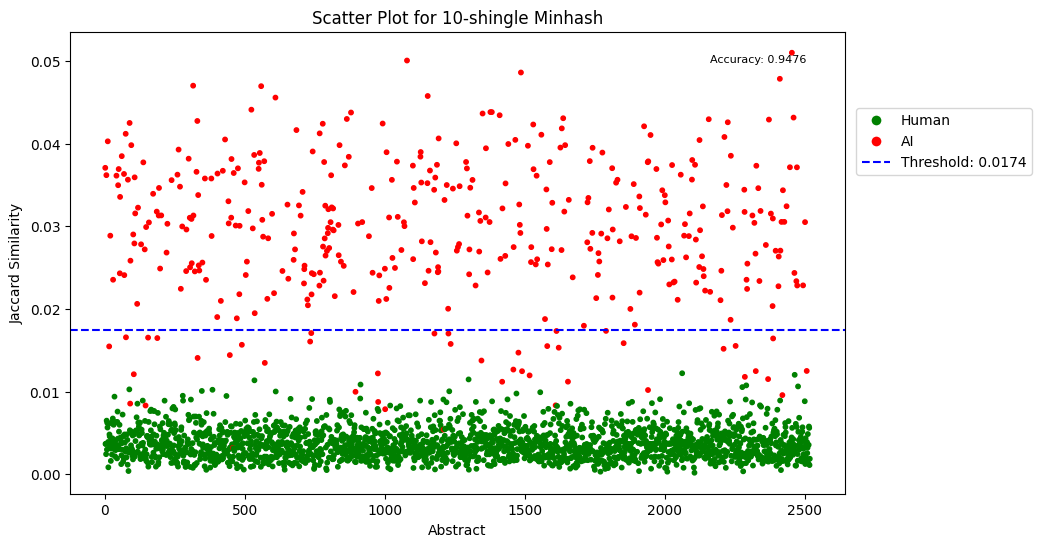 Scatter Plot for 10-shingle Minhash
Accuracy: 0.9476
Human
AI
Threshold: 0.0174
Jaccard Similarity
0.05
0.04
0.03
0.02
0.01
0.00
0
500
1000
1500
2000
2500
Abstract